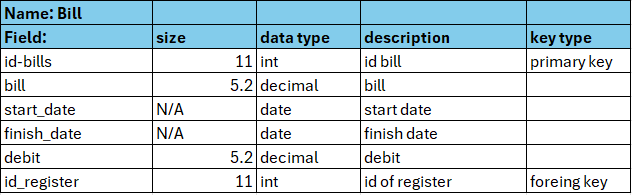 Name: Bill
Field: size data type description key type
id-bills 11 int id bill primary key
bill 5.2 decimal bill
start_date N/A date start date
finish_date N/A date finish date
debit 5.2 decimal debit
id_register 11 int id of register foreing key